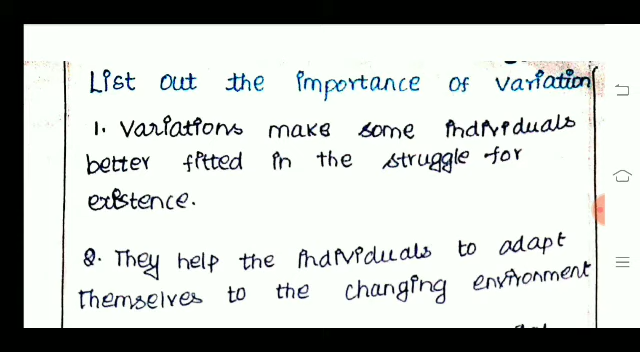 List out the importance of variation
1. Variations make some individuals
better fitted in the struggle for
existence.
2. They help the individuals to adapt
themselves to the changing environment